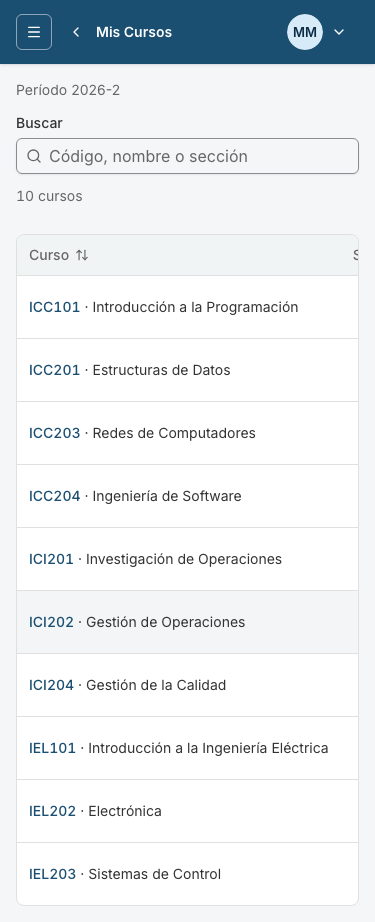 Mis Cursos
MM
Período 2026-2
Buscar
Código, nombre o sección
10 cursos
Curso
ICC101 · Introducción a la Programación
ICC201 · Estructuras de Datos
ICC203 · Redes de Computadores
ICC204 · Ingeniería de Software
ICI201 · Investigación de Operaciones
ICI202 · Gestión de Operaciones
ICI204 · Gestión de la Calidad
IEL101 · Introducción a la Ingeniería Eléctrica
IEL202 · Electrónica
IEL203 · Sistemas de Control